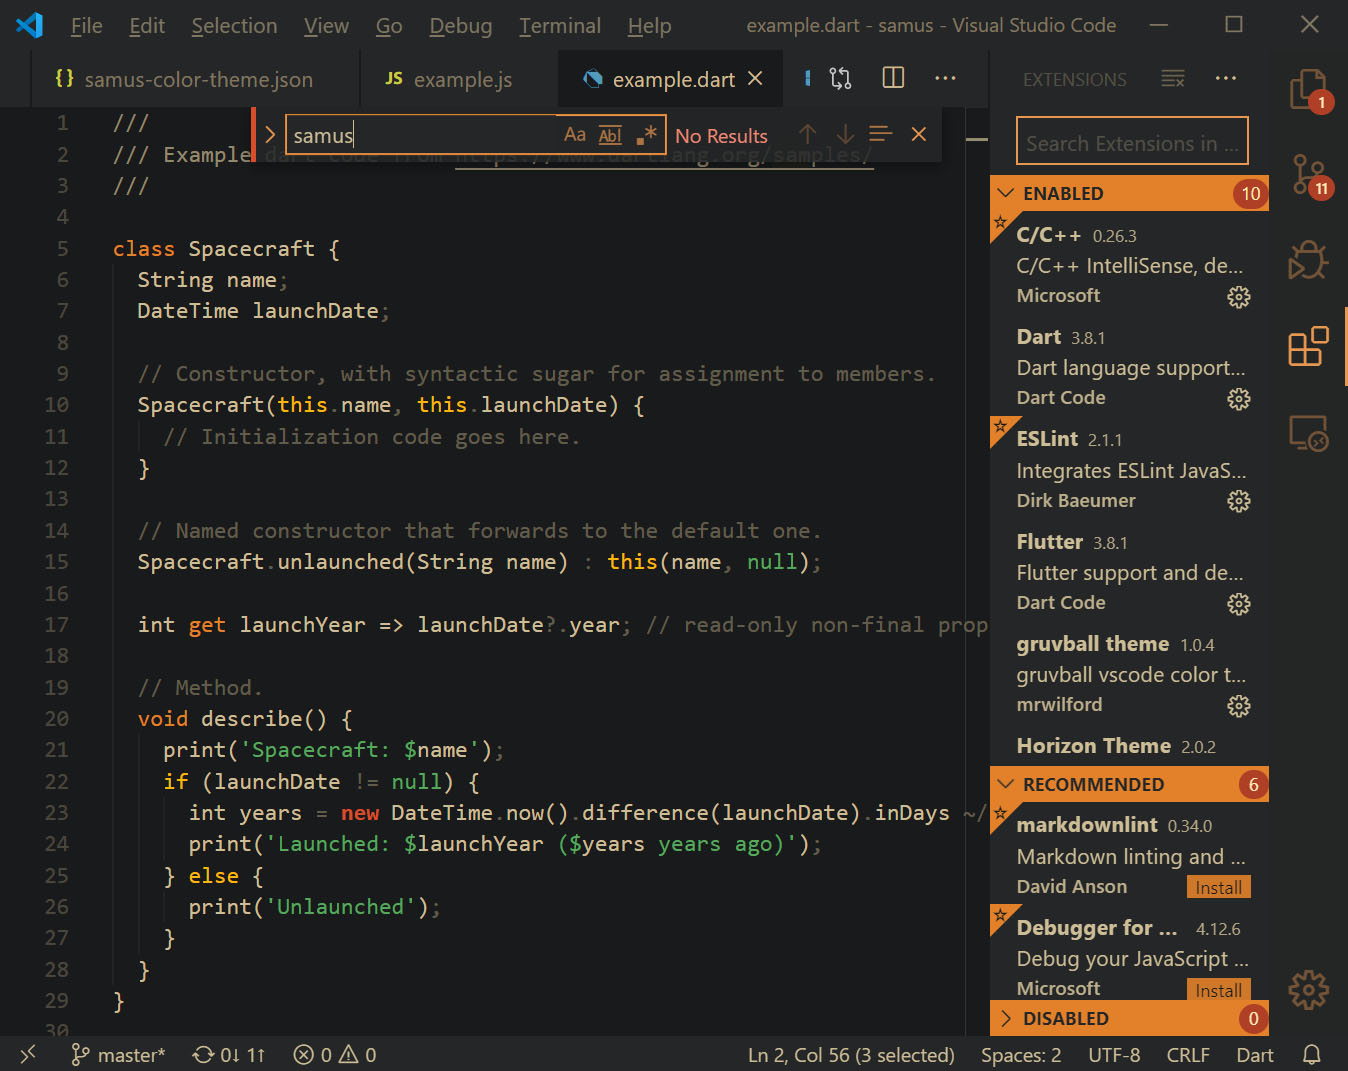 File Edit Selection View Go Debug Terminal Help example.dart - samus - Visual Studio Code
{} samus-color-theme.json JS example.js example.dart
samus Aa Abl .* No Results
1 ///
2 /// Example dart code from https://www.dartlang.org/samples/
3 ///
4
5 class Spacecraft {
6 String name;
7 DateTime launchDate;
8
9 // Constructor, with syntactic sugar for assignment to members.
10 Spacecraft(this.name, this.launchDate) {
11 // Initialization code goes here.
12 }
13
14 // Named constructor that forwards to the default one.
15 Spacecraft.unlaunched(String name) : this(name, null);
16
17 int get launchYear => launchDate?.year; // read-only non-final prop
18
19 // Method.
20 void describe() {
21 print('Spacecraft: $name');
22 if (launchDate != null) {
23 int years = new DateTime.now().difference(launchDate).inDays ~/
24 print('Launched: $launchYear ($years years ago)');
25 } else {
26 print('Unlaunched');
27 }
28 }
29 }
30
EXTENSIONS
Search Extensions in ...
ENABLED 10
C/C++ 0.26.3
C/C++ IntelliSense, de...
Microsoft
Dart 3.8.1
Dart language support...
Dart Code
ESLint 2.1.1
Integrates ESLint JavaS...
Dirk Baeumer
Flutter 3.8.1
Flutter support and de...
Dart Code
gruvball theme 1.0.4
gruvball vscode color t...
mrwilford
Horizon Theme 2.0.2
RECOMMENDED 6
markdownlint 0.34.0
Markdown linting and ...
David Anson Install
Debugger for ... 4.12.6
Debug your JavaScript ...
Microsoft Install
DISABLED 0
1
11
master* 0↓ 1↑ 0 0 Ln 2, Col 56 (3 selected) Spaces: 2 UTF-8 CRLF Dart